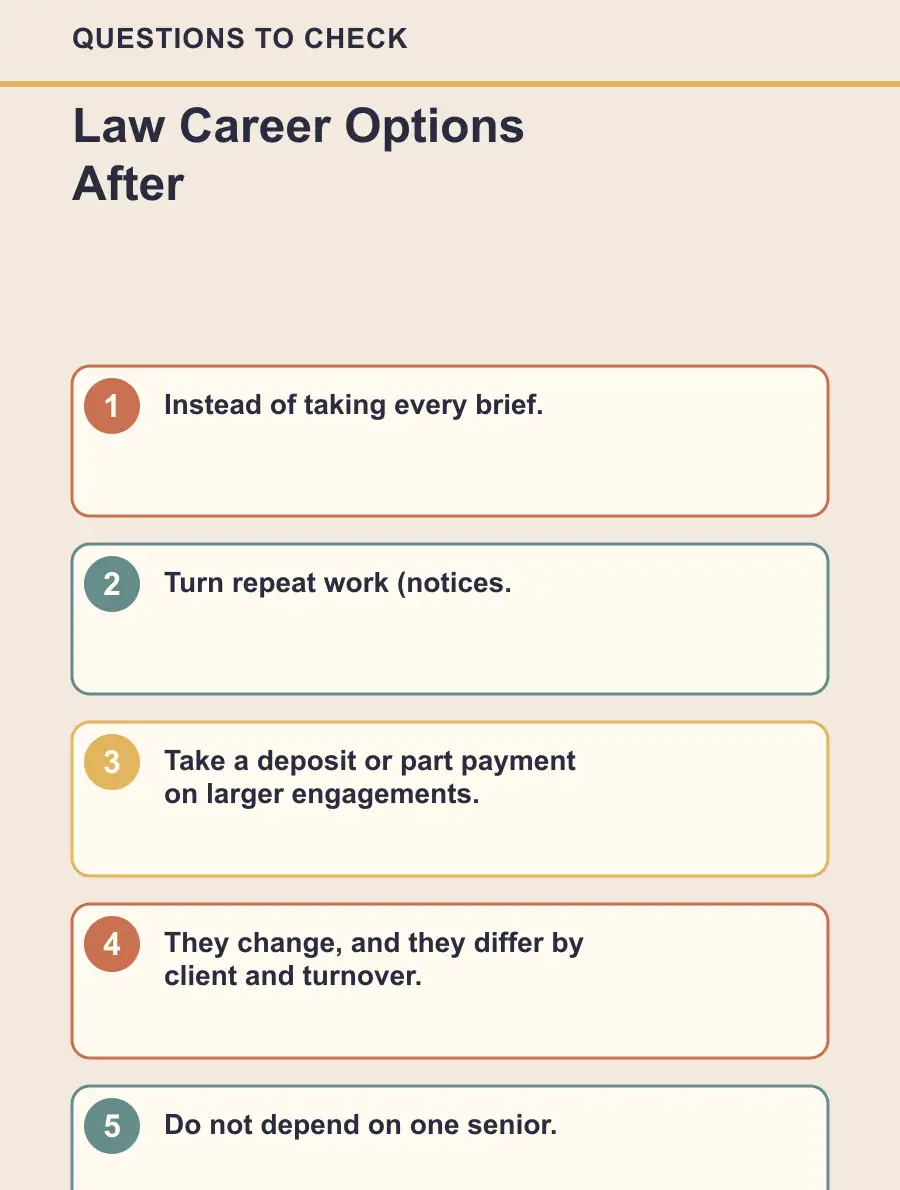 QUESTIONS TO CHECK
Law Career Options
After
1
Instead of taking every brief.
2
Turn repeat work (notices.
3
Take a deposit or part payment
on larger engagements.
4
They change, and they differ by
client and turnover.
5
Do not depend on one senior.